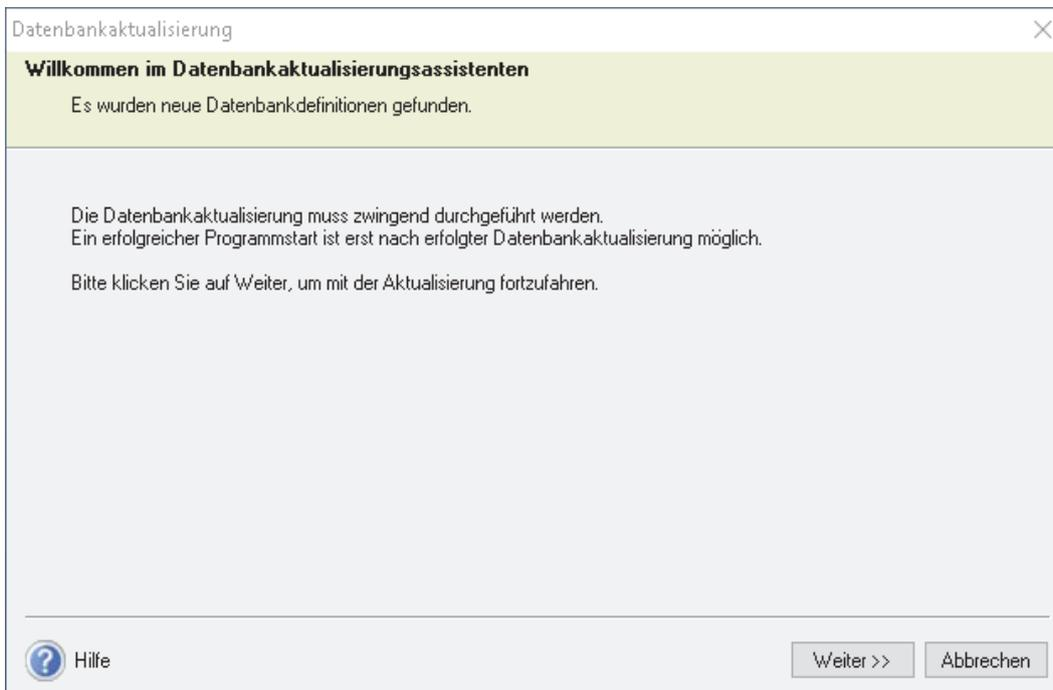 Datenbankaktualisierung
Willkommen im Datenbankaktualisierungsassistenten
Es wurden neue Datenbankdefinitionen gefunden.
Die Datenbankaktualisierung muss zwingend durchgeführt werden.
Ein erfolgreicher Programmstart ist erst nach erfolgter Datenbankaktualisierung möglich.
Bitte klicken Sie auf Weiter, um mit der Aktualisierung fortzufahren.
? Hilfe
Weiter >>
Abbrechen